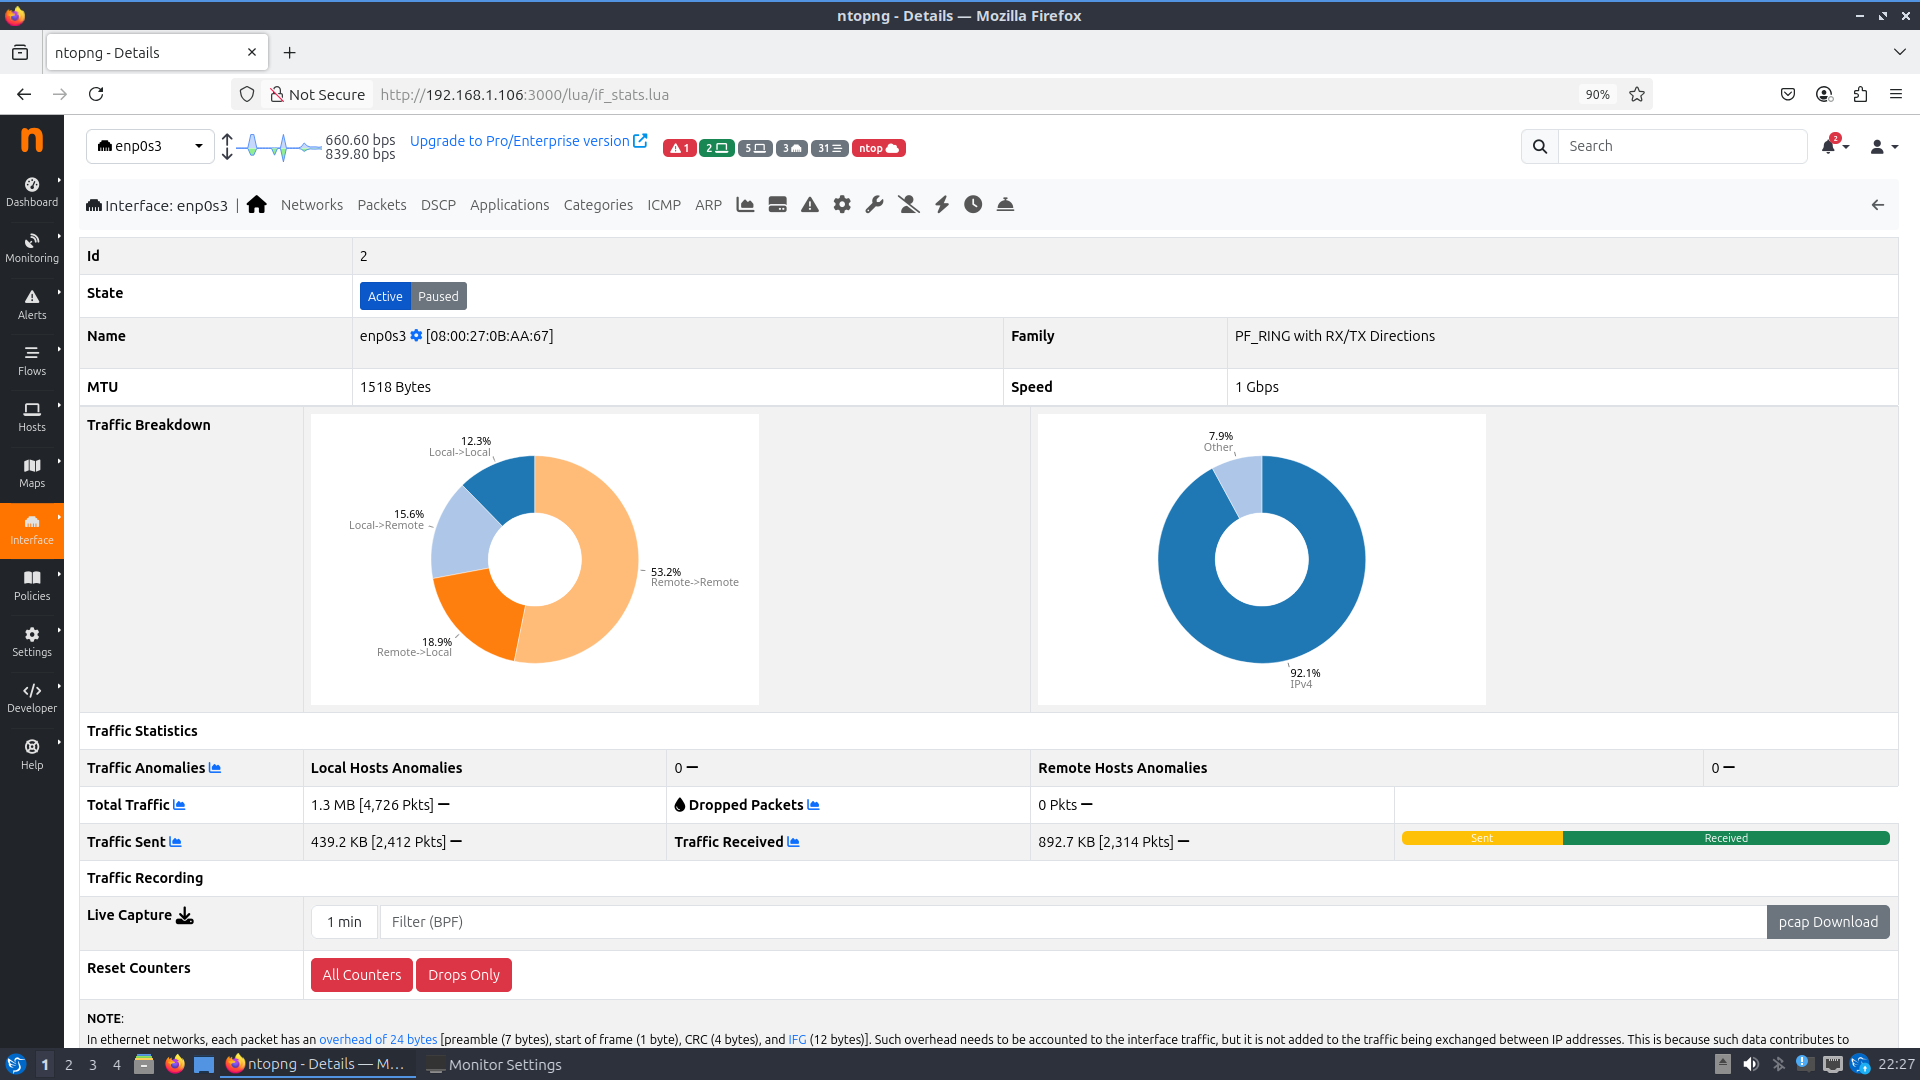 ntopng - Details — Mozilla Firefox
ntopng - Details
Not Secure http://192.168.1.106:3000/lua/if_stats.lua 90%
enp0s3
660.60 bps
839.80 bps
Upgrade to Pro/Enterprise version
1 2 5 3 31 ntop
Search
2
Dashboard
Monitoring
Alerts
Flows
Hosts
Maps
Interface
Policies
Settings
Developer
Help
Interface: enp0s3 | Networks Packets DSCP Applications Categories ICMP ARP
Id 2
State Active Paused
Name enp0s3 [08:00:27:0B:AA:67] Family PF_RING with RX/TX Directions
MTU 1518 Bytes Speed 1 Gbps
Traffic Breakdown
12.3%
Local->Local
15.6%
Local->Remote
53.2%
Remote->Remote
18.9%
Remote->Local
7.9%
Other
92.1%
IPv4
Traffic Statistics
Traffic Anomalies Local Hosts Anomalies 0 Remote Hosts Anomalies 0
Total Traffic 1.3 MB [4,726 Pkts] Dropped Packets 0 Pkts
Traffic Sent 439.2 KB [2,412 Pkts] Traffic Received 892.7 KB [2,314 Pkts] Sent Received
Traffic Recording
Live Capture 1 min Filter (BPF) pcap Download
Reset Counters All Counters Drops Only
NOTE:
In ethernet networks, each packet has an overhead of 24 bytes [preamble (7 bytes), start of frame (1 byte), CRC (4 bytes), and IFG (12 bytes)]. Such overhead needs to be accounted to the interface traffic, but it is not added to the traffic being exchanged between IP addresses. This is because such data contributes to
1 2 3 4 ntopng - Details — M... Monitor Settings 22:27